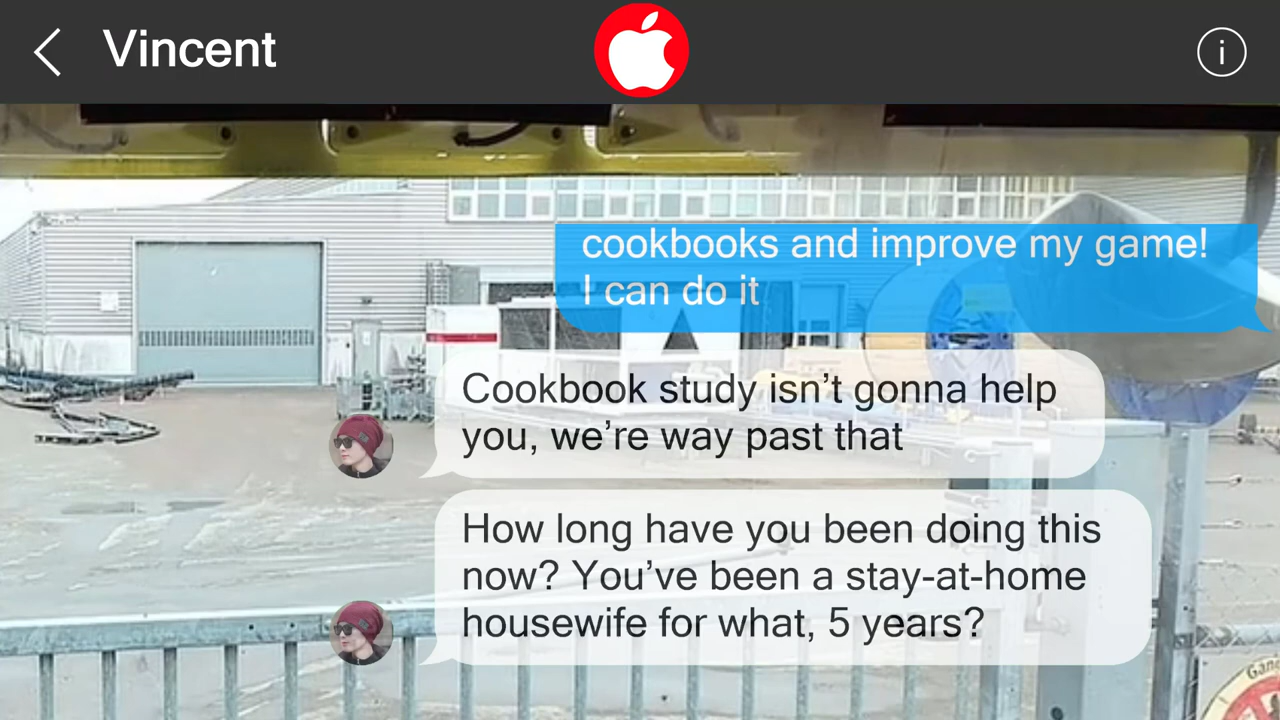 Vincent
i
cookbooks and improve my game!
I can do it
Cookbook study isn’t gonna help
you, we’re way past that
How long have you been doing this
now? You’ve been a stay-at-home
housewife for what, 5 years?